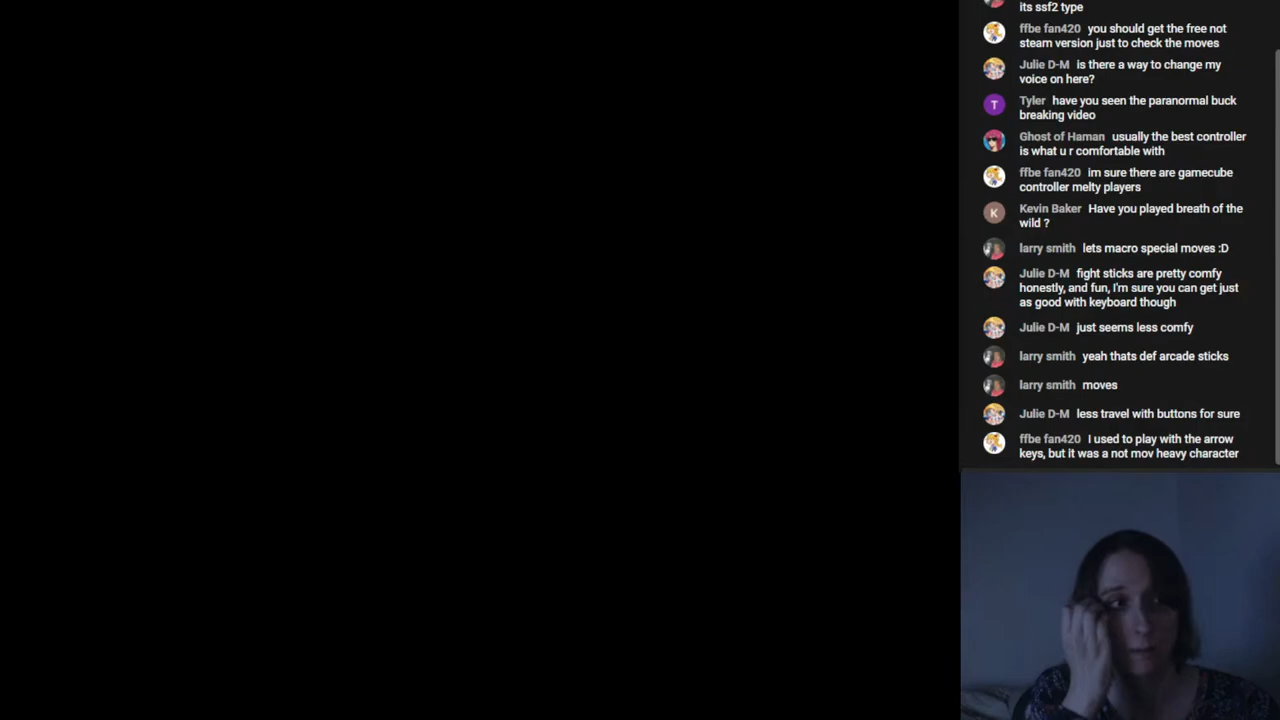 its ssf2 type
ffbe fan420 you should get the free not
steam version just to check the moves
Julie D-M is there a way to change my
voice on here?
T
Tyler have you seen the paranormal buck
breaking video
Ghost of Haman usually the best controller
is what u r comfortable with
ffbe fan420 im sure there are gamecube
controller melty players
K
Kevin Baker Have you played breath of the
wild ?
larry smith lets macro special moves :D
Julie D-M fight sticks are pretty comfy
honestly, and fun, I'm sure you can get just
as good with keyboard though
Julie D-M just seems less comfy
larry smith yeah thats def arcade sticks
larry smith moves
Julie D-M less travel with buttons for sure
ffbe fan420 I used to play with the arrow
keys, but it was a not mov heavy character